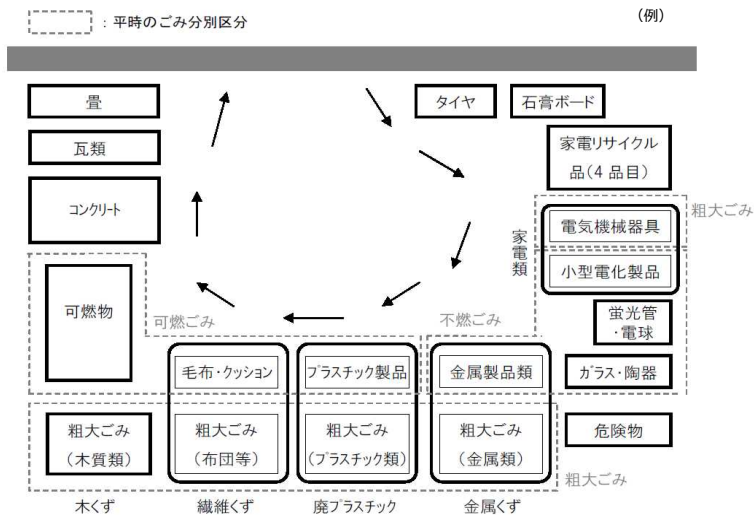 : 平時のごみ分別区分
(例)
畳
タイヤ
石膏ボード
瓦類
家電リサイクル
品(4品目)
コンクリート
粗大ごみ
家電類
電気機械器具
小型電化製品
可燃物
可燃ごみ
不燃ごみ
蛍光管
・電球
毛布・クッション
プラスチック製品
金属製品類
ガラス・陶器
粗大ごみ
(木質類)
粗大ごみ
(布団等)
粗大ごみ
(プラスチック類)
粗大ごみ
(金属類)
危険物
粗大ごみ
木くず
繊維くず
廃プラスチック
金属くず